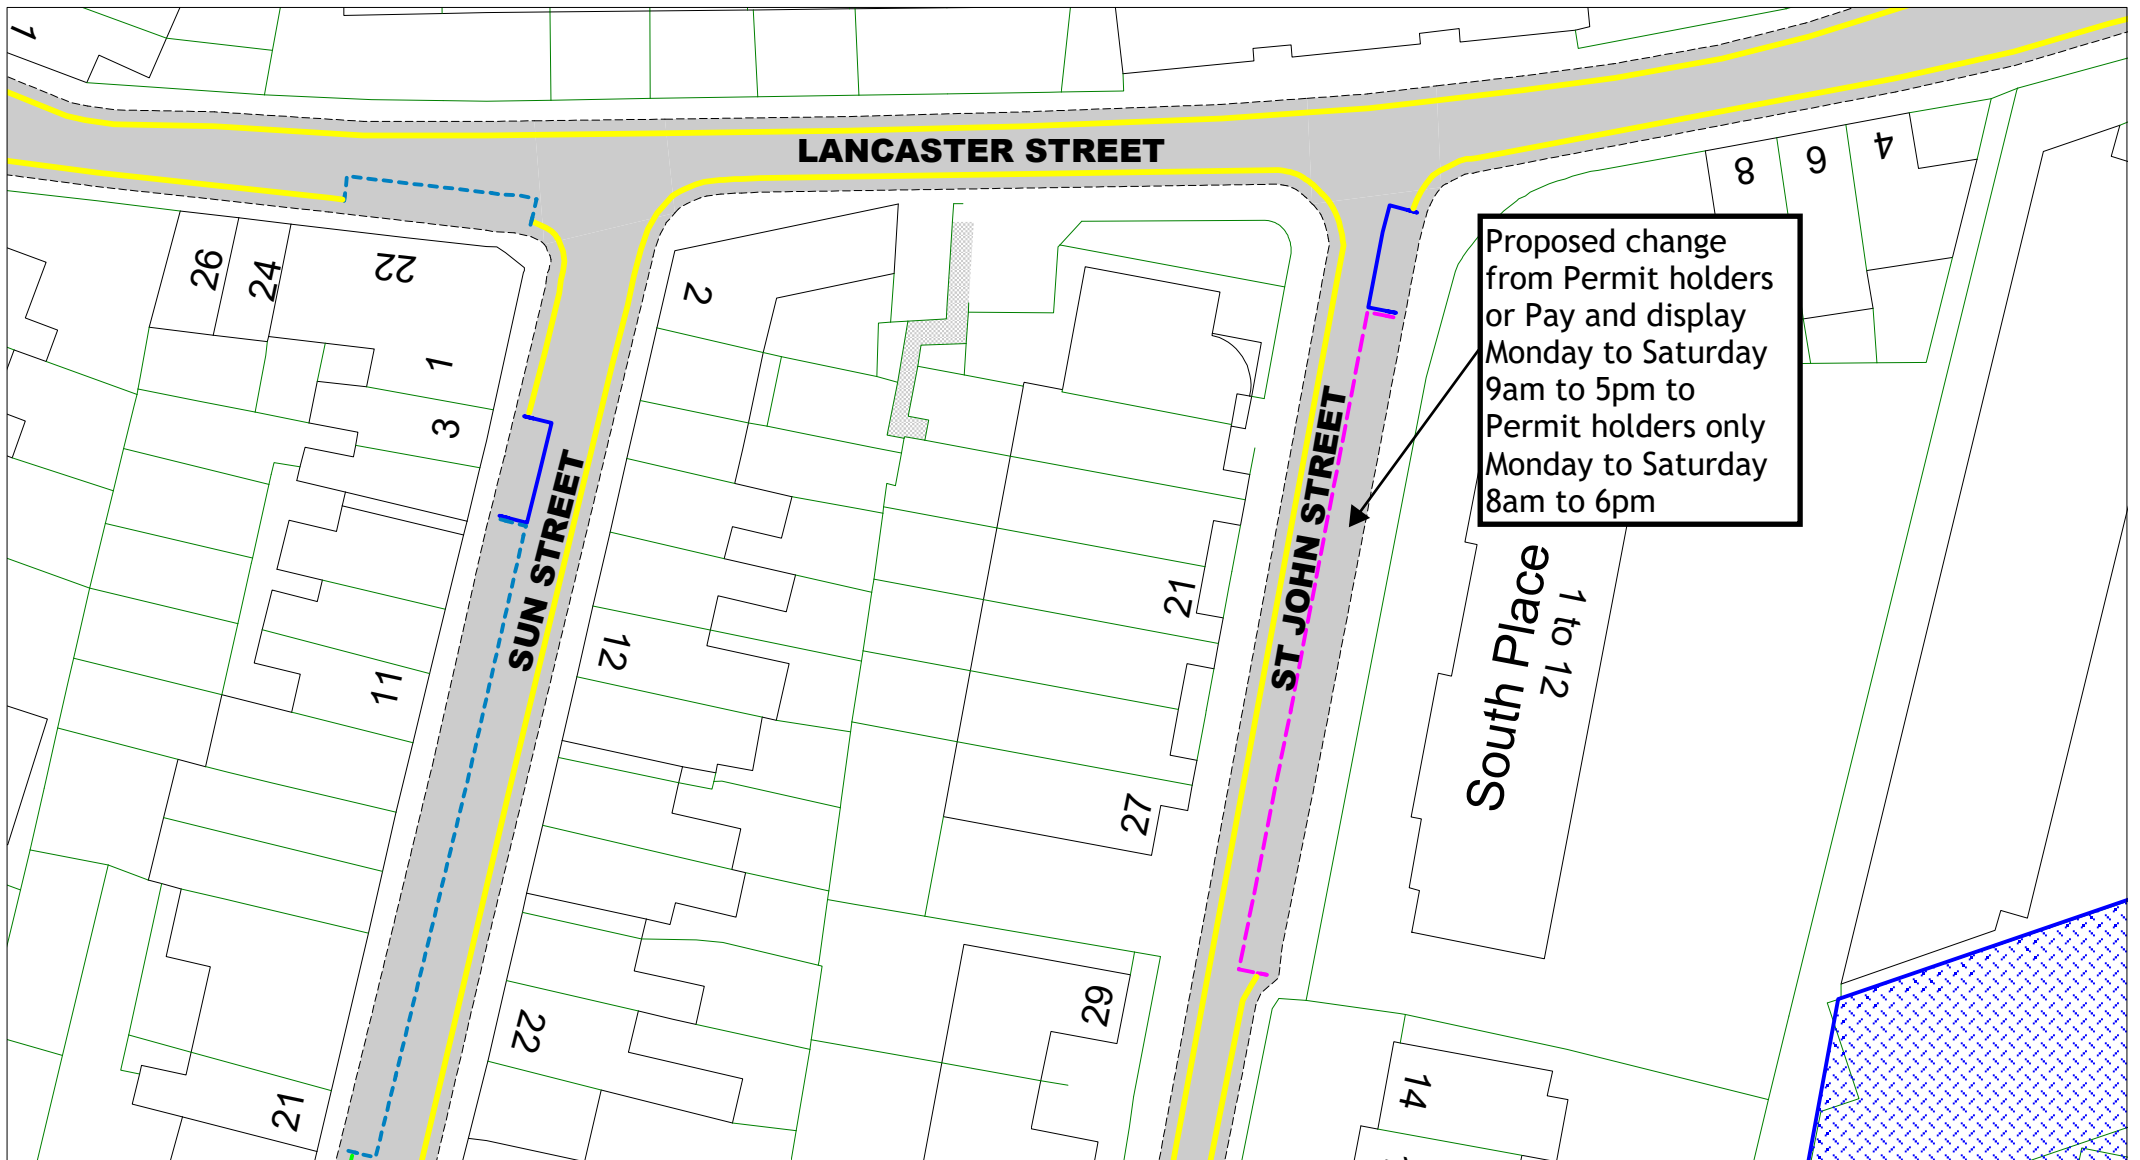 1
LANCASTER STREET
8
6
4
26
24
22
2
1
3
Proposed change
from Permit holders
or Pay and display
Monday to Saturday
9am to 5pm to
Permit holders only
Monday to Saturday
8am to 6pm
SUN STREET
ST JOHN STREET
21
12
11
South Place
1 to 12
27
29
22
14
21